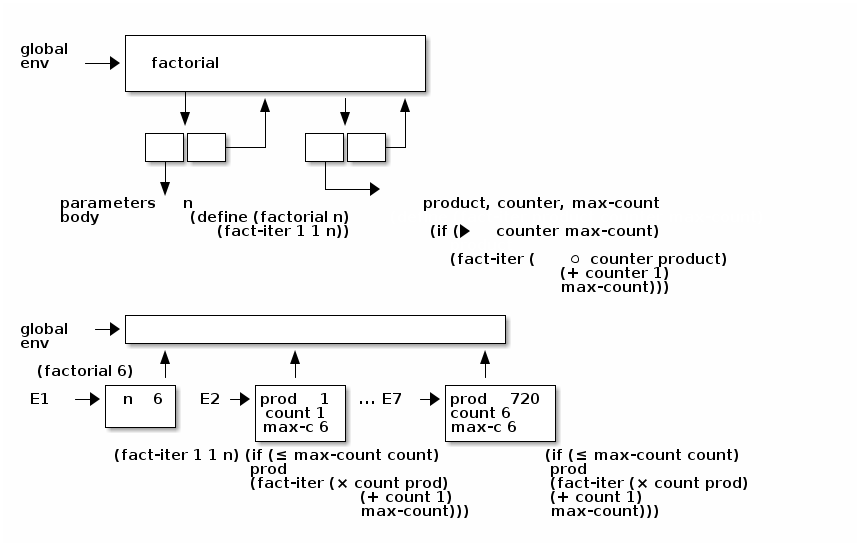 global
env
factorial
parameters n
body
(define (factorial n)
(fact-iter 1 1 n))
product, counter, max-count
(if (▶ counter max-count)
(fact-iter ( ○ counter product)
(+ counter 1)
max-count)))
global
env
(factorial 6)
E1
n 6
E2
prod 1
count 1
max-c 6
... E7
prod 720
count 6
max-c 6
(fact-iter 1 1 n)
(if (≤ max-count count)
prod
(fact-iter (× count prod)
(+ count 1)
max-count)))
(if (≤ max-count count)
prod
(fact-iter (× count prod)
(+ count 1)
max-count)))